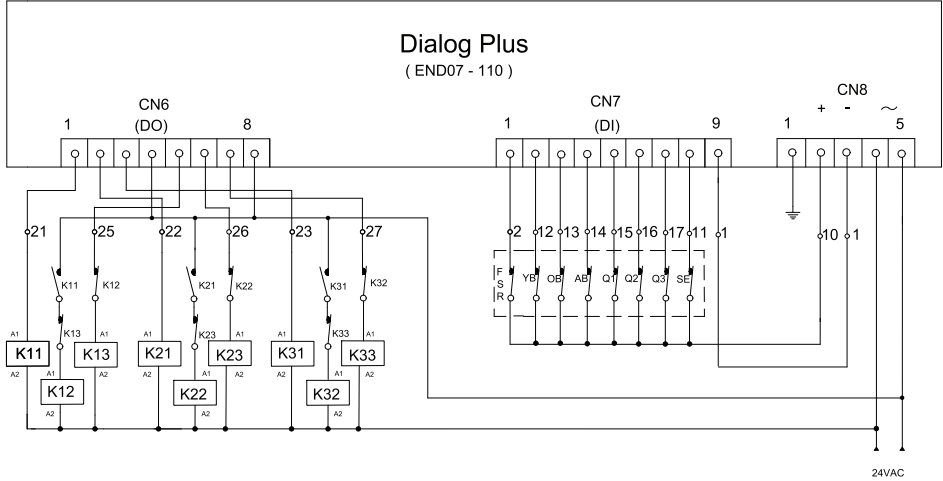 Dialog Plus
( END07 - 110 )
CN6
(DO)
1
8
CN7
(DI)
1
9
CN8
+ - ~
1
5
21 25 22 26 23 27
2 12 13 14 15 16 17 11 1
10 1
F
S
R
YB OB AB Q1 Q2 Q3 SE
K11 K12 K21 K22 K31 K32
K13 K23 K33
A1 A1 A1 A1 A1 A1
K11 K13 K21 K23 K31 K33
A2 A1 A2 A2 A1 A2 A2 A1 A2
K12 K22 K32
A2 A2 A2
24VAC